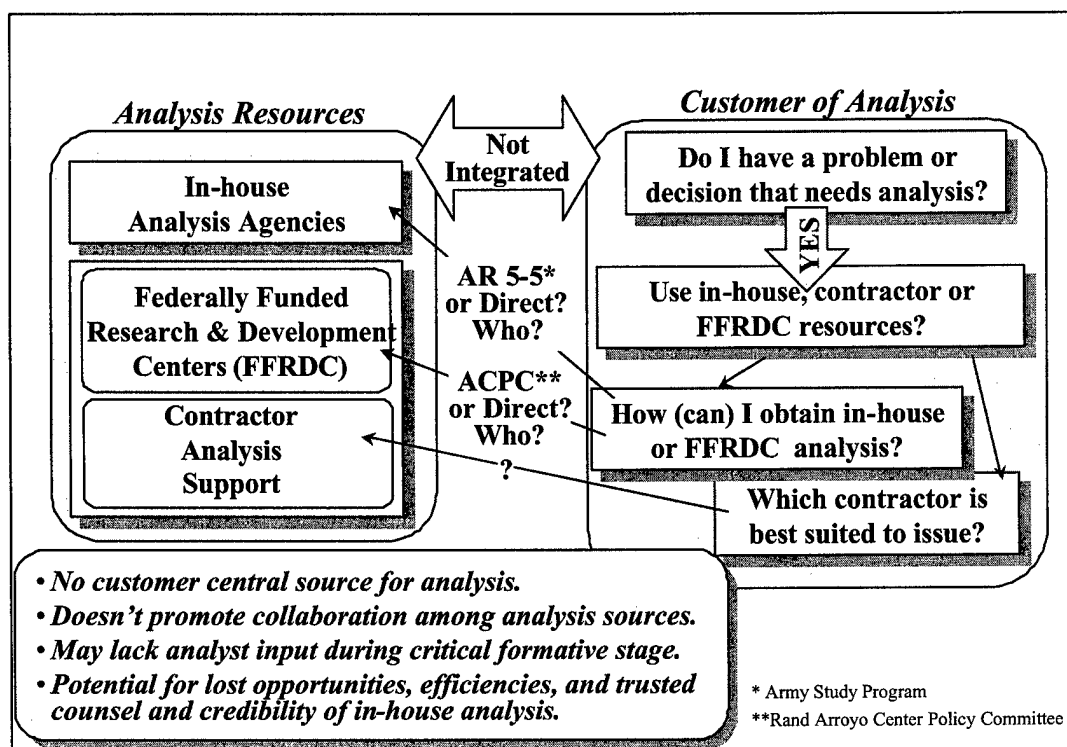 Analysis Resources
In-house
Analysis Agencies
Federally Funded
Research & Development
Centers (FFRDC)
Contractor
Analysis
Support
Not
Integrated
AR 5-5*
or Direct?
Who?
ACPC**
or Direct?
Who?
?
Customer of Analysis
Do I have a problem or
decision that needs analysis?
YES
Use in-house, contractor or
FFRDC resources?
How (can) I obtain in-house
or FFRDC analysis?
Which contractor is
best suited to issue?
• No customer central source for analysis.
• Doesn't promote collaboration among analysis sources.
• May lack analyst input during critical formative stage.
• Potential for lost opportunities, efficiencies, and trusted
counsel and credibility of in-house analysis.
* Army Study Program
**Rand Arroyo Center Policy Committee